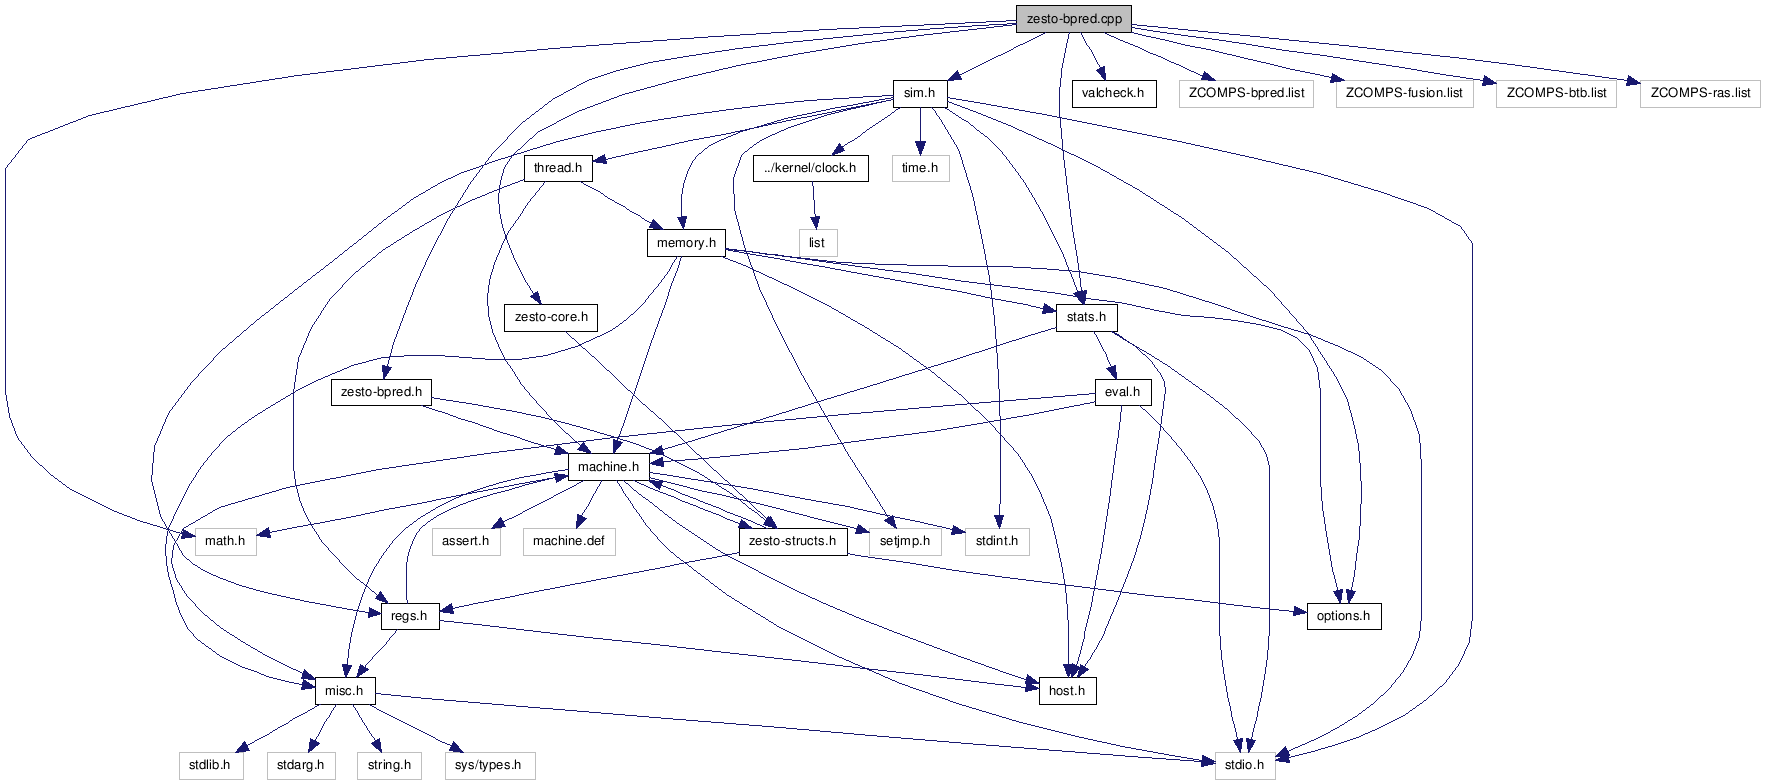 zesto-bpred.cpp
sim.h
valcheck.h
ZCOMPS-bpred.list
ZCOMPS-fusion.list
ZCOMPS-btb.list
ZCOMPS-ras.list
thread.h
../kernel/clock.h
time.h
memory.h
list
zesto-core.h
stats.h
zesto-bpred.h
eval.h
machine.h
math.h
assert.h
machine.def
zesto-structs.h
setjmp.h
stdint.h
regs.h
options.h
misc.h
host.h
stdlib.h
stdarg.h
string.h
sys/types.h
stdio.h